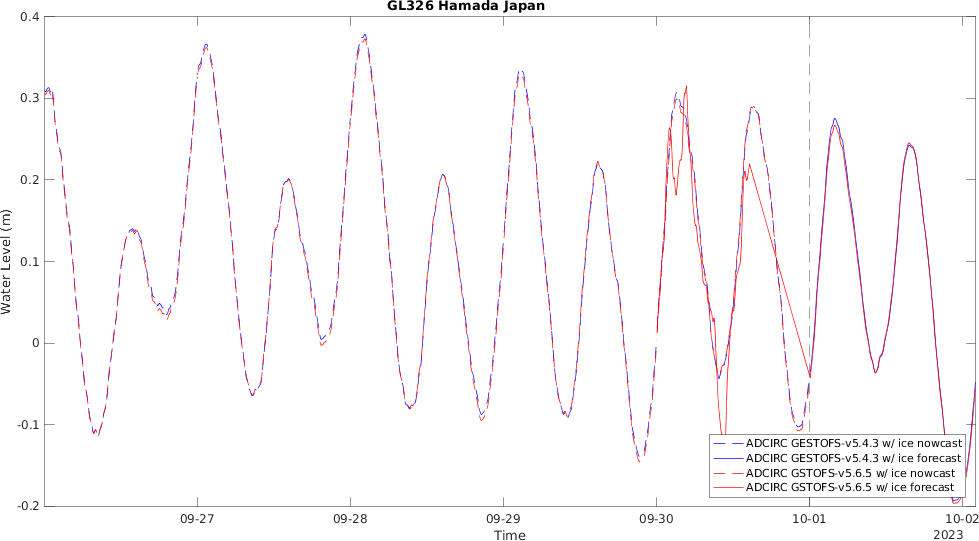 GL326 Hamada Japan
0.4
0.3
0.2
0.1
0
-0.1
-0.2
Water Level (m)
09-27
09-28
09-29
09-30
10-01
10-02
Time
2023
ADCIRC GESTOFS-v5.4.3 w/ ice nowcast
ADCIRC GESTOFS-v5.4.3 w/ ice forecast
ADCIRC GSTOFS-v5.6.5 w/ ice nowcast
ADCIRC GSTOFS-v5.6.5 w/ ice forecast